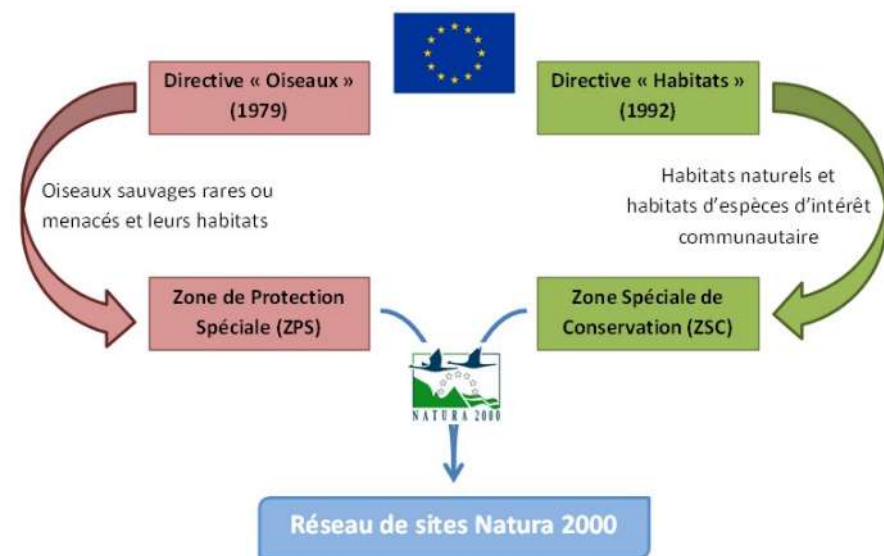 Directive « Oiseaux »
(1979)
Directive « Habitats »
(1992)
Oiseaux sauvages rares ou
menacés et leurs habitats
Habitats naturels et
habitats d’espèces d’intérêt
communautaire
Zone de Protection
Spéciale (ZPS)
Zone Spéciale de
Conservation (ZSC)
NATURA 2000
Réseau de sites Natura 2000